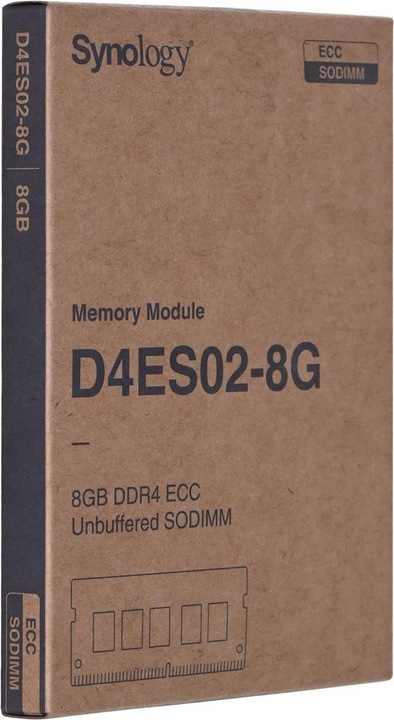 Synology
ECC
SODIMM
Memory Module
D4ES02-8G
8GB DDR4 ECC
Unbuffered SODIMM
D4ES02-8G | 8GB
ECC
SODIMM